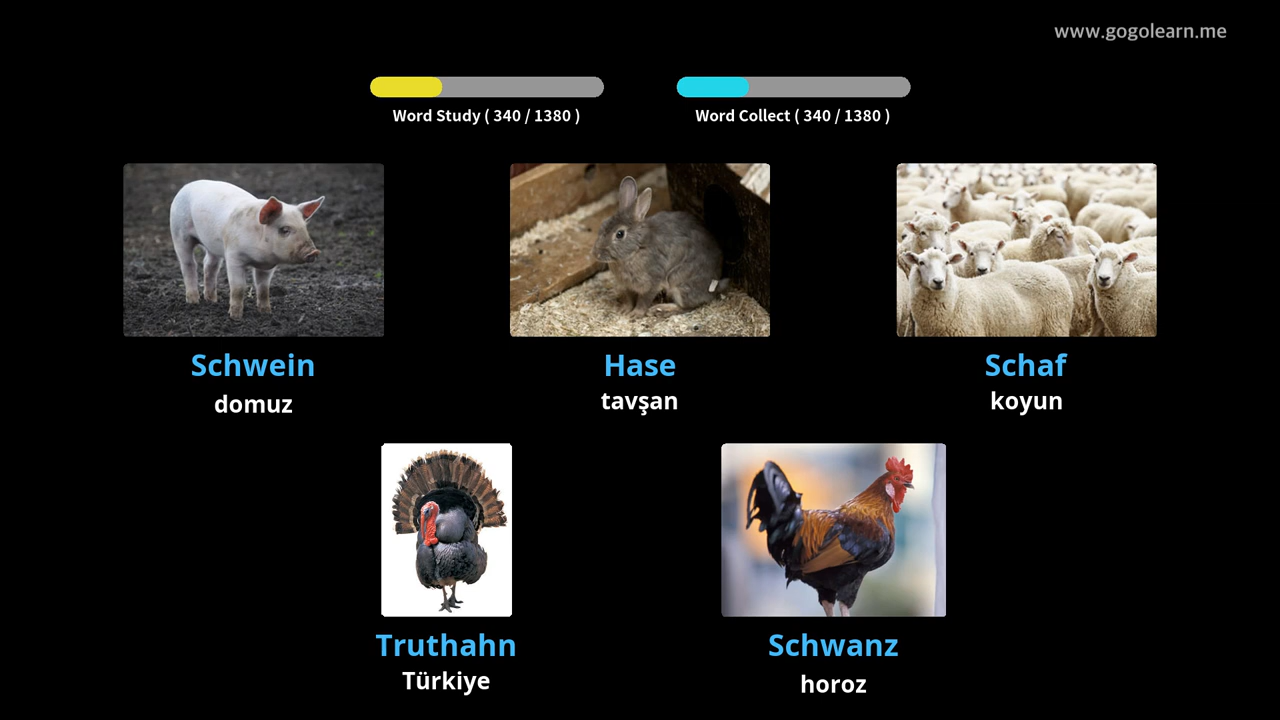 www.gogolearn.me
Word Study ( 340 / 1380 )
Word Collect ( 340 / 1380 )
Schwein
domuz
Hase
tavşan
Schaf
koyun
Truthahn
Türkiye
Schwanz
horoz